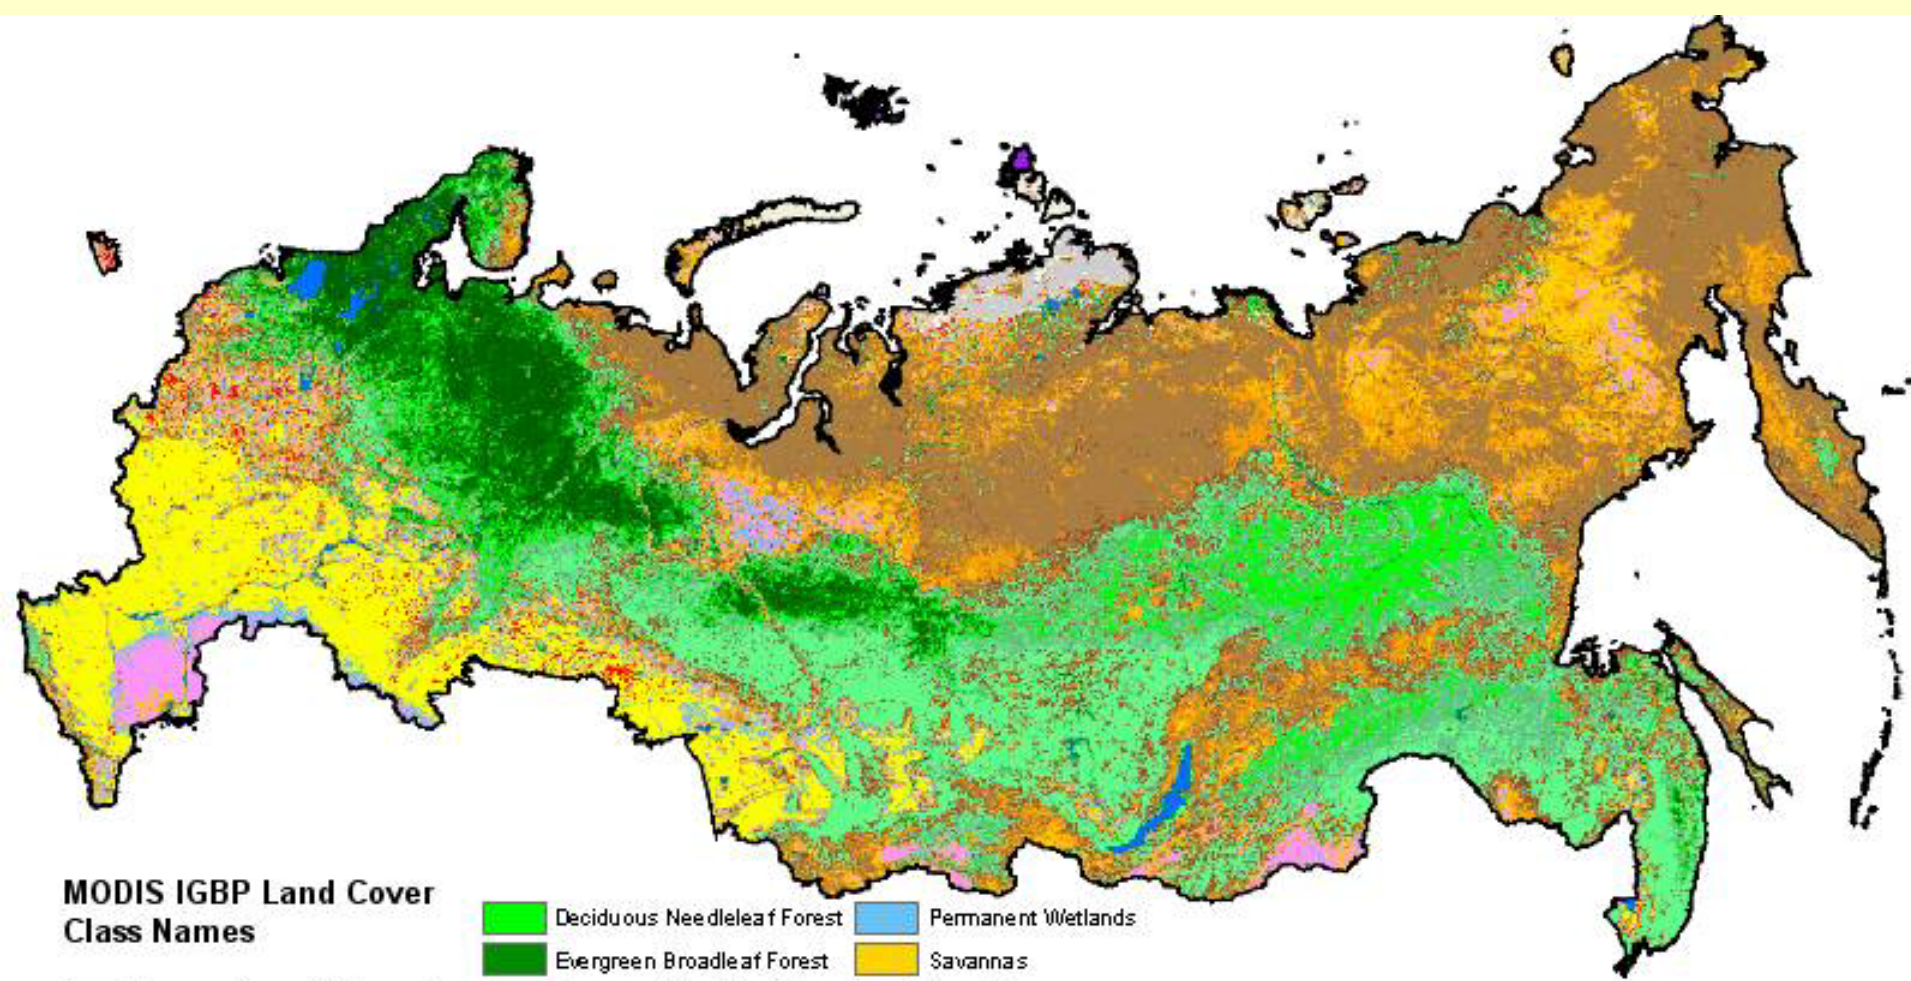 MODIS IGBP Land Cover
Class Names
Deciduous Needleleaf Forest
Evergreen Broadleaf Forest
Permanent Wetlands
Savannas